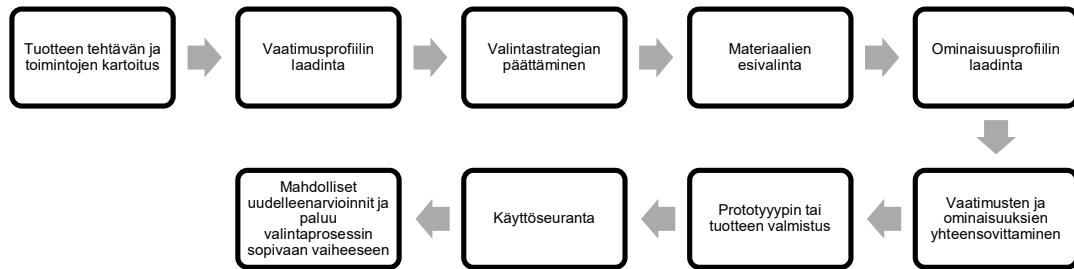 Tuotteen tehtävän ja
toimintojen kartoitus
Vaatimusprofiilin
laadinta
Valintastrategian
päättäminen
Materiaalien
esivalinta
Ominaisuusprofiilin
laadinta
Vaatimusten ja
ominaisuuksien
yhteensovittaminen
Prototyyypin tai
tuotteen valmistus
Käyttöseuranta
Mahdolliset
uudelleenarvioinnit ja
paluu
valintaprosessin
sopivaan vaiheeseen